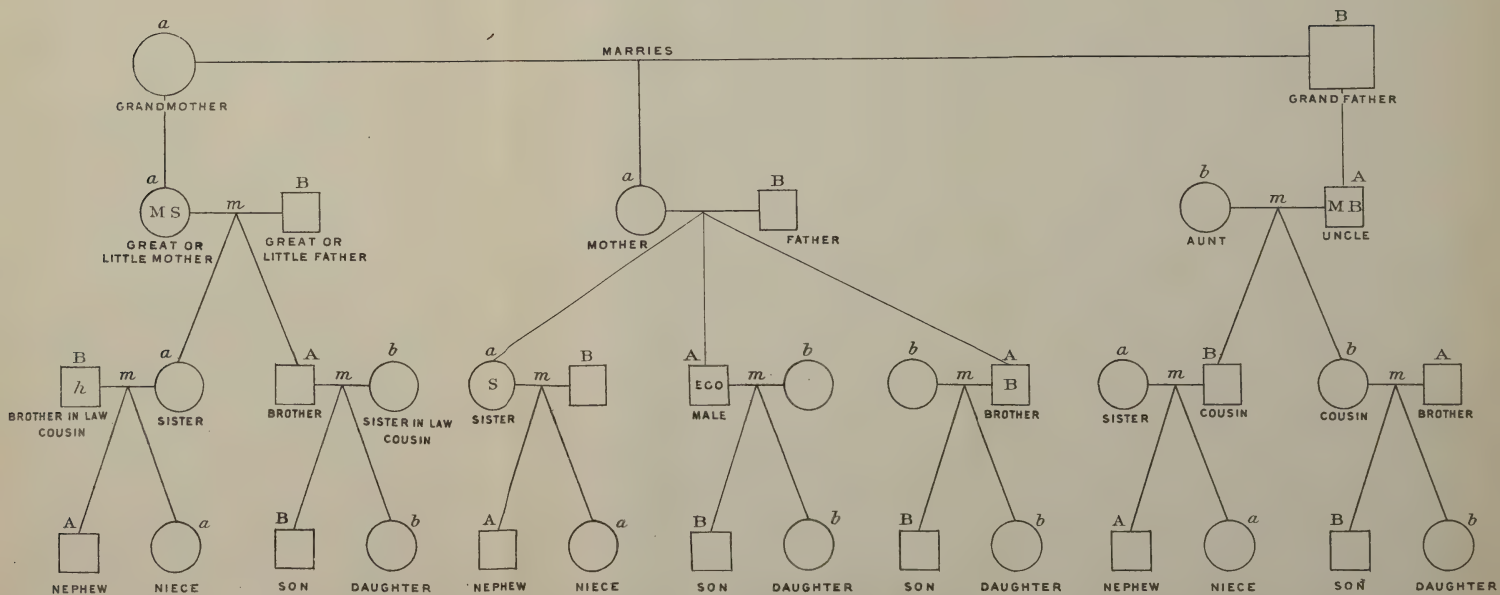 a
B
MARRIES
GRANDMOTHER
GRAND FATHER
a
B
a
B
b
A
M S
m
m
M B
GREAT OR
LITTLE MOTHER
GREAT OR
LITTLE FATHER
MOTHER
FATHER
AUNT
UNCLE
B
a
A
b
a
B
A
b
b
A
a
B
b
A
h
m
m
S
m
EGO
m
m
B
m
m
BROTHER IN LAW
COUSIN
SISTER
BROTHER
SISTER IN LAW
COUSIN
SISTER
MALE
BROTHER
SISTER
COUSIN
COUSIN
BROTHER
A
a
B
b
A
a
B
b
B
b
A
a
B
b
NEPHEW
NIECE
SON
DAUGHTER
NEPHEW
NIECE
SON
DAUGHTER
SON
DAUGHTER
NEPHEW
NIECE
SON
DAUGHTER